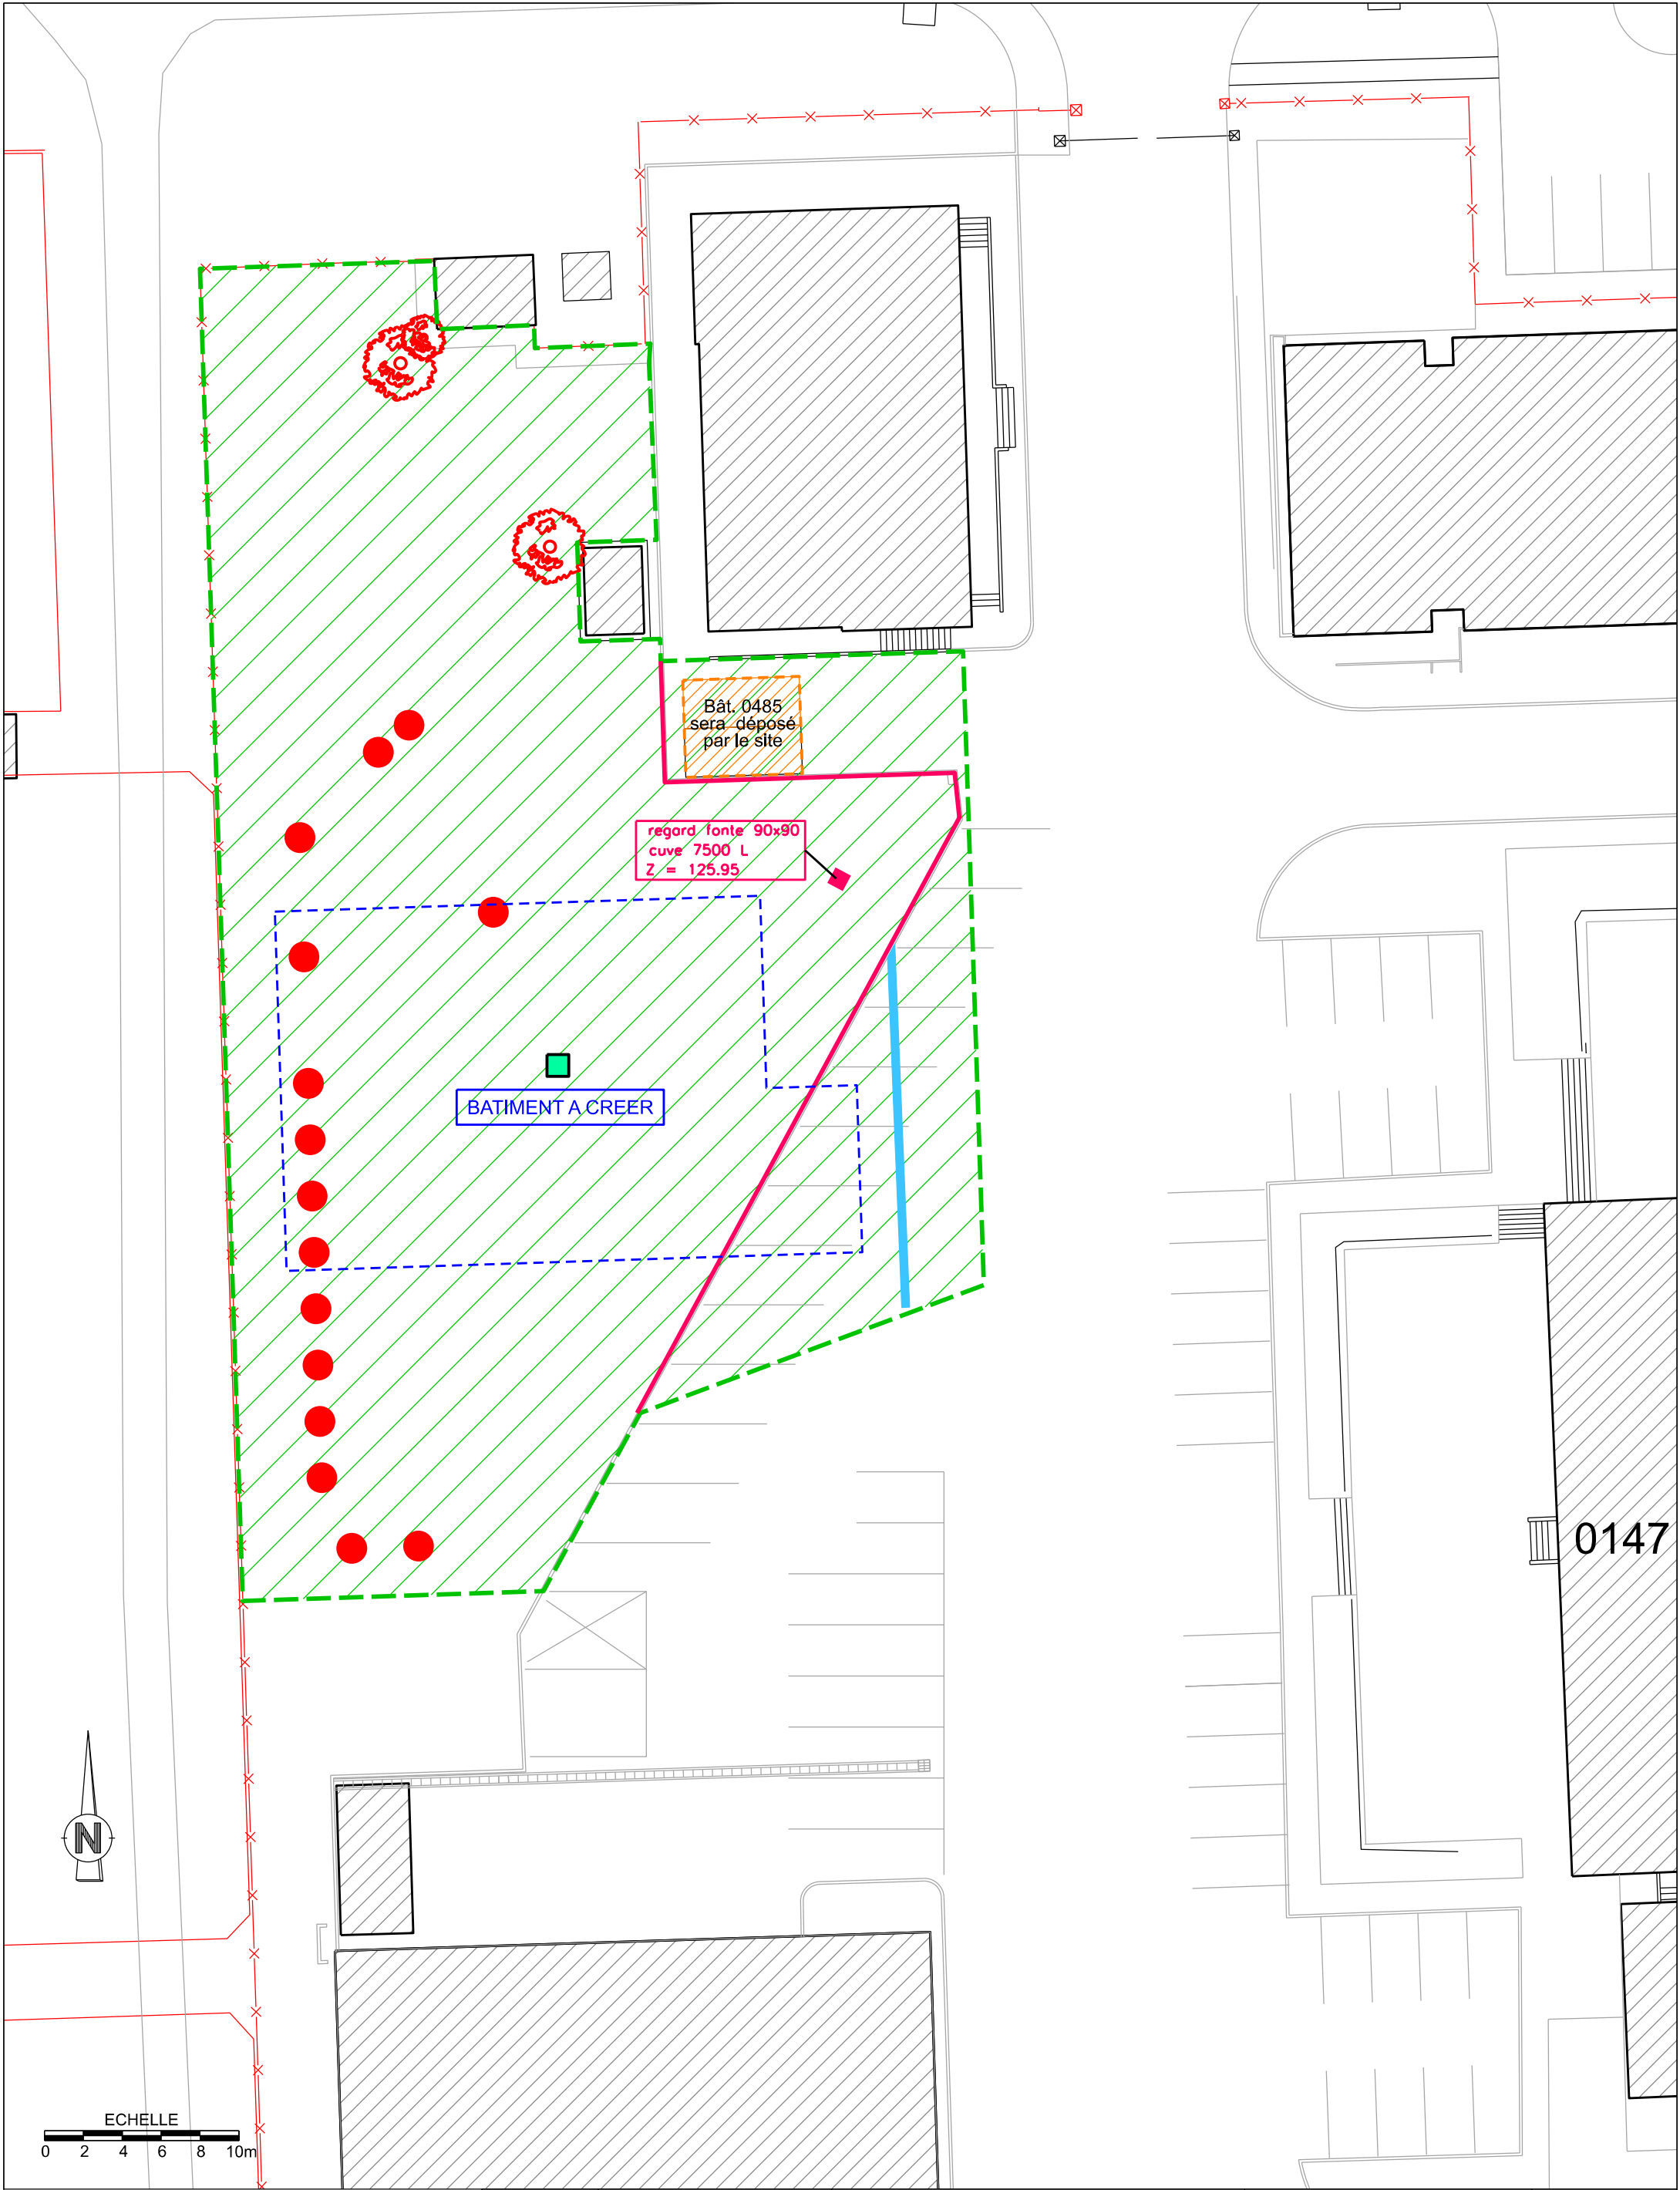 Bât. 0485
sera déposé
par le site
regard fonte 90x90
cuve 7500 L
Z = 125.95
BATIMENT A CREER
0147
N
ECHELLE
0 2 4 6 8 10m